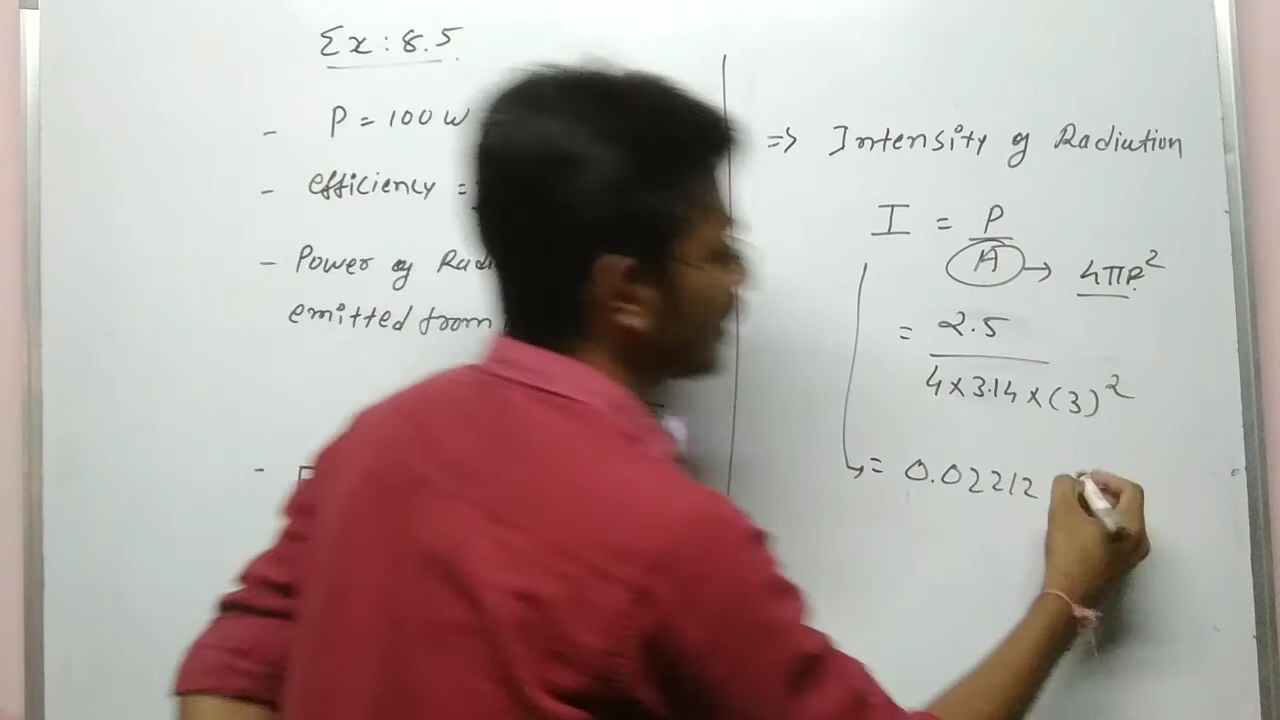 Ex: 8.5
- P = 100 W
- efficiency =
- Power of
emitted from
-
=> Intensity of Radiation
I = P
A → 4πR²
= 2.5
4 x 3.14 x (3)²
= 0.02212